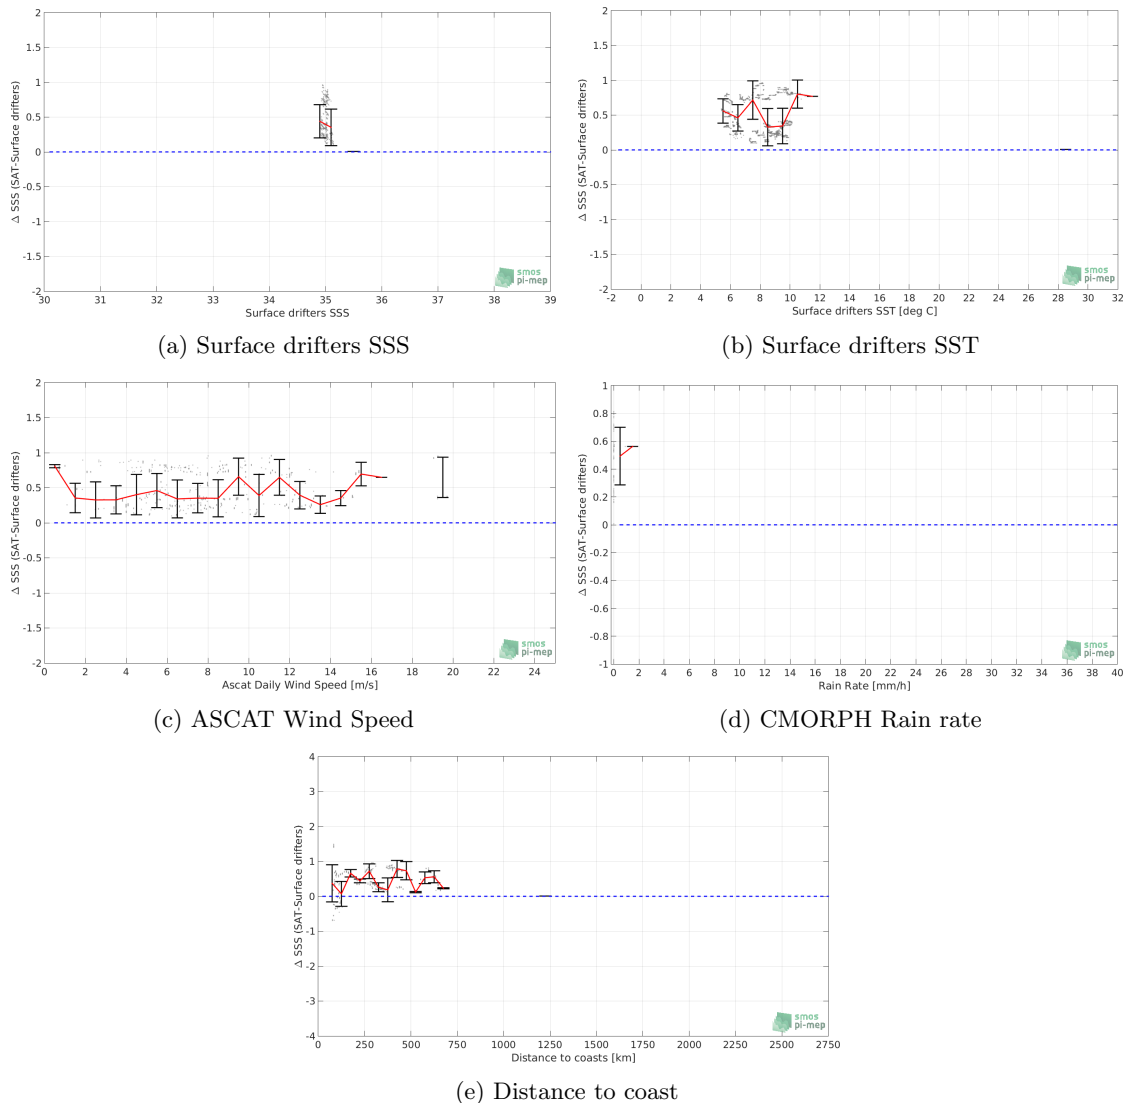 2
1.5
1
0.5
0
-0.5
-1
-1.5
-2
Δ SSS (SAT-Surface drifters)
30 31 32 33 34 35 36 37 38 39
Surface drifters SSS
smos
pi-mep
(a) Surface drifters SSS
2
1.5
1
0.5
0
-0.5
-1
-1.5
-2
Δ SSS (SAT-Surface drifters)
-2 0 2 4 6 8 10 12 14 16 18 20 22 24 26 28 30 32
Surface drifters SST [deg C]
smos
pi-mep
(b) Surface drifters SST
2
1.5
1
0.5
0
-0.5
-1
-1.5
-2
Δ SSS (SAT-Surface drifters)
0 2 4 6 8 10 12 14 16 18 20 22 24
Ascat Daily Wind Speed [m/s]
smos
pi-mep
(c) ASCAT Wind Speed
1
0.8
0.6
0.4
0.2
0
-0.2
-0.4
-0.6
-0.8
-1
Δ SSS (SAT-Surface drifters)
0 2 4 6 8 10 12 14 16 18 20 22 24 26 28 30 32 34 36 38 40
Rain Rate [mm/h]
smos
pi-mep
(d) CMORPH Rain rate
4
3
2
1
0
-1
-2
-3
-4
Δ SSS (SAT-Surface drifters)
0 250 500 750 1000 1250 1500 1750 2000 2250 2500 2750
Distance to coasts [km]
smos
pi-mep
(e) Distance to coast